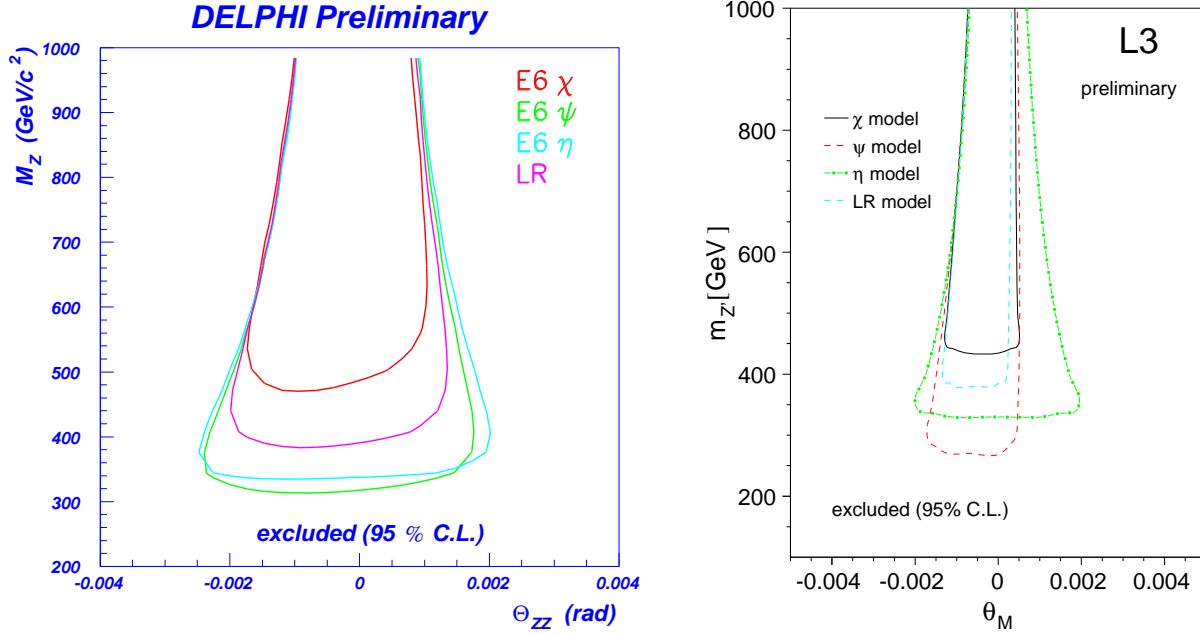 DELPHI Preliminary
M_Z' (GeV/c²)
1000
900
800
700
600
500
400
300
200
E6 χ
E6 ψ
E6 η
LR
excluded (95 % C.L.)
-0.004
-0.002
0
0.002
0.004
Θ_ZZ' (rad)
m_Z', [GeV ]
1000
800
600
400
200
L3
preliminary
χ model
ψ model
η model
LR model
excluded (95% C.L.)
-0.004
-0.002
0
0.002
0.004
θ_M